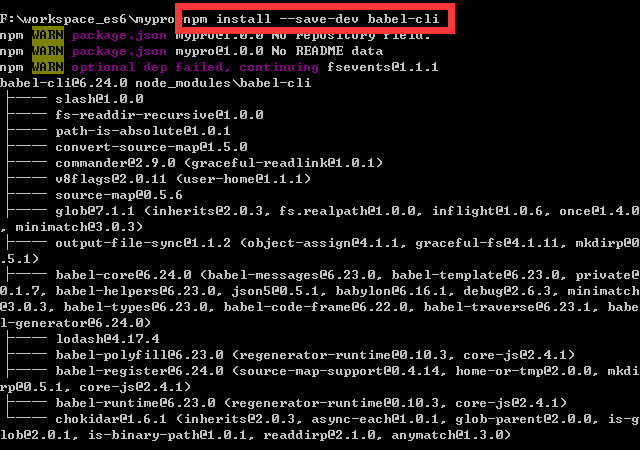 F:\workspace_es6\mypro>npm install --save-dev babel-cli
npm WARN package.json mypro@1.0.0 No repository field.
npm WARN package.json mypro@1.0.0 No README data
npm WARN optional dep failed, continuing fsevents@1.1.1
babel-cli@6.24.0 node_modules\babel-cli
├── slash@1.0.0
├── fs-readdir-recursive@1.0.0
├── path-is-absolute@1.0.1
├── convert-source-map@1.5.0
├── commander@2.9.0 (graceful-readlink@1.0.1)
├── v8flags@2.0.11 (user-home@1.1.1)
├── source-map@0.5.6
├── glob@7.1.1 (inherits@2.0.3, fs.realpath@1.0.0, inflight@1.0.6, once@1.4.0
, minimatch@3.0.3)
├── output-file-sync@1.1.2 (object-assign@4.1.1, graceful-fs@4.1.11, mkdirp@0
.5.1)
├── babel-core@6.24.0 (babel-messages@6.23.0, babel-template@6.23.0, private@
0.1.7, babel-helpers@6.23.0, json5@0.5.1, babylon@6.16.1, debug@2.6.3, minimatch
@3.0.3, babel-types@6.23.0, babel-code-frame@6.22.0, babel-traverse@6.23.1, babe
l-generator@6.24.0)
├── lodash@4.17.4
├── babel-polyfill@6.23.0 (regenerator-runtime@0.10.3, core-js@2.4.1)
├── babel-register@6.24.0 (source-map-support@0.4.14, home-or-tmp@2.0.0, mkdi
rp@0.5.1, core-js@2.4.1)
├── babel-runtime@6.23.0 (regenerator-runtime@0.10.3, core-js@2.4.1)
└── chokidar@1.6.1 (inherits@2.0.3, async-each@1.0.1, glob-parent@2.0.0, is-g
lob@2.0.1, is-binary-path@1.0.1, readdirp@2.1.0, anymatch@1.3.0)